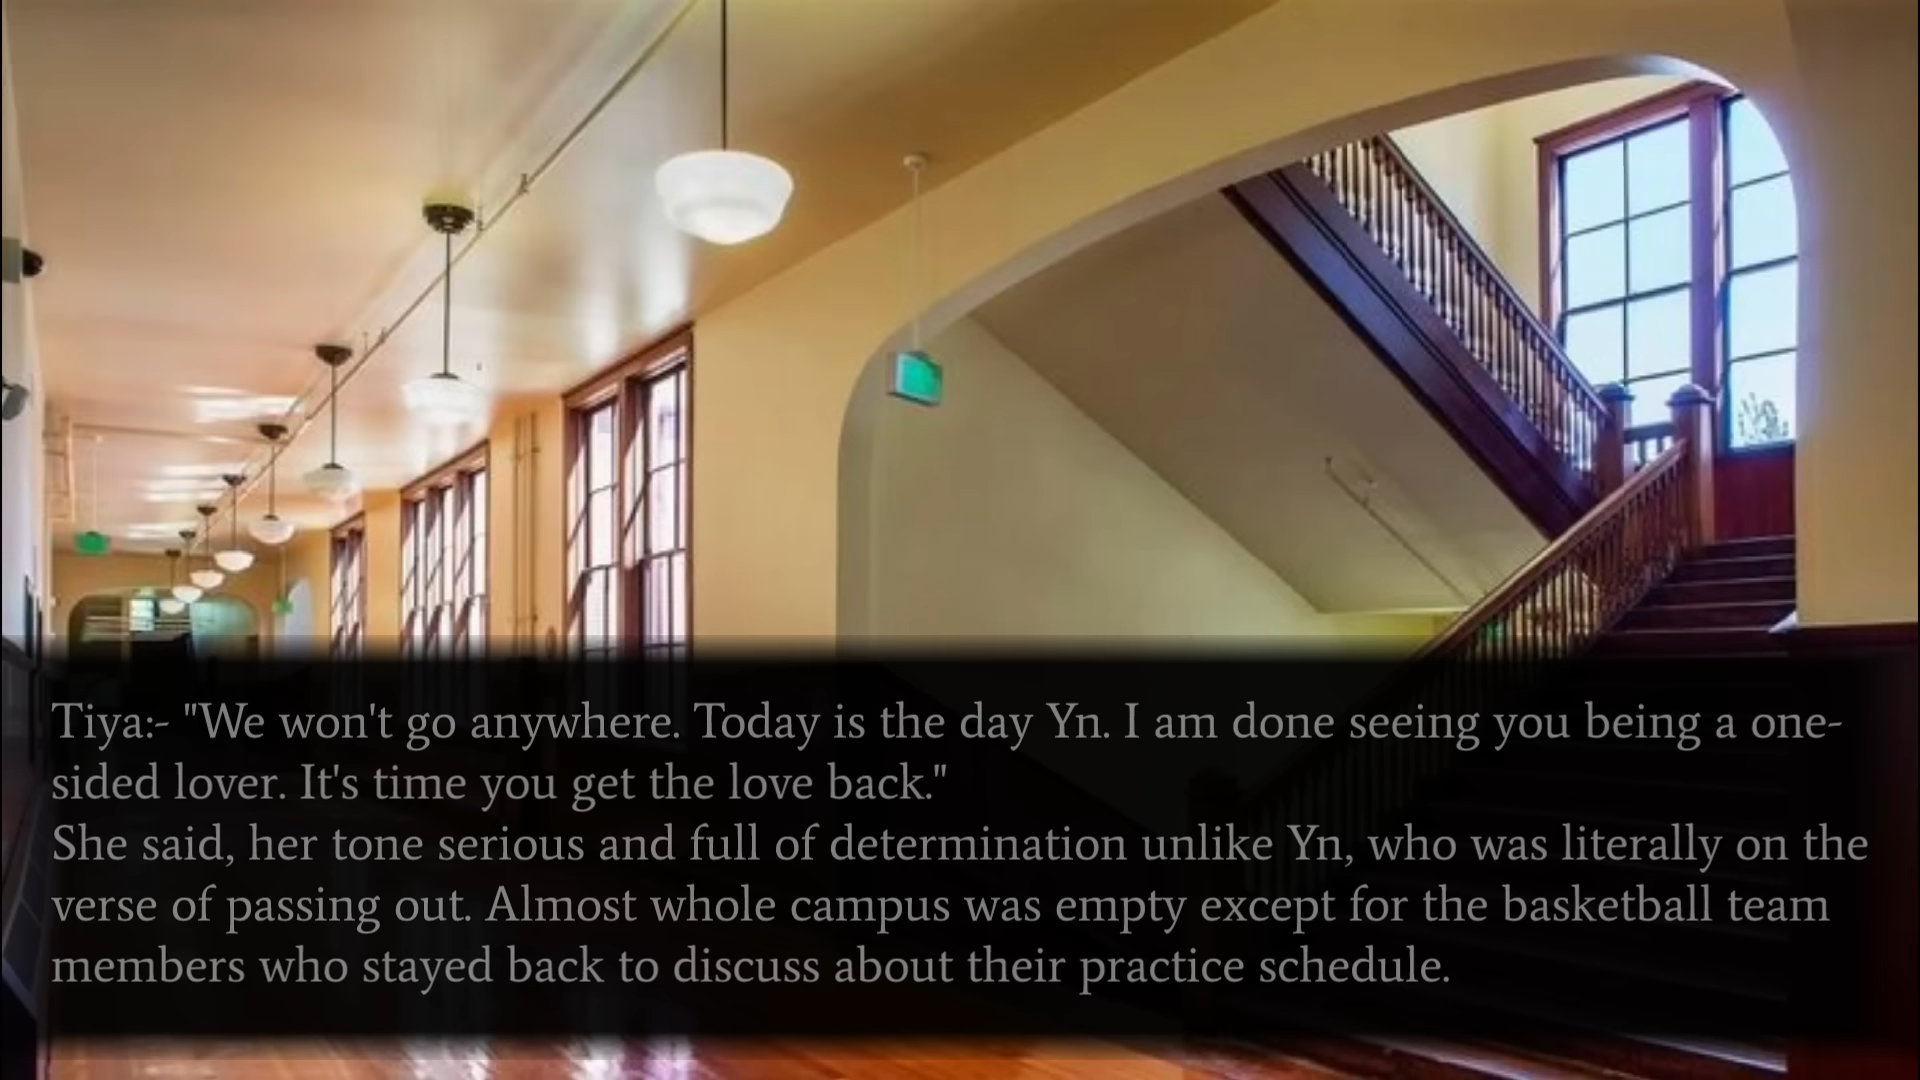 Tiya:- "We won't go anywhere. Today is the day Yn. I am done seeing you being a one-
sided lover. It's time you get the love back."
She said, her tone serious and full of determination unlike Yn, who was literally on the
verse of passing out. Almost whole campus was empty except for the basketball team
members who stayed back to discuss about their practice schedule.